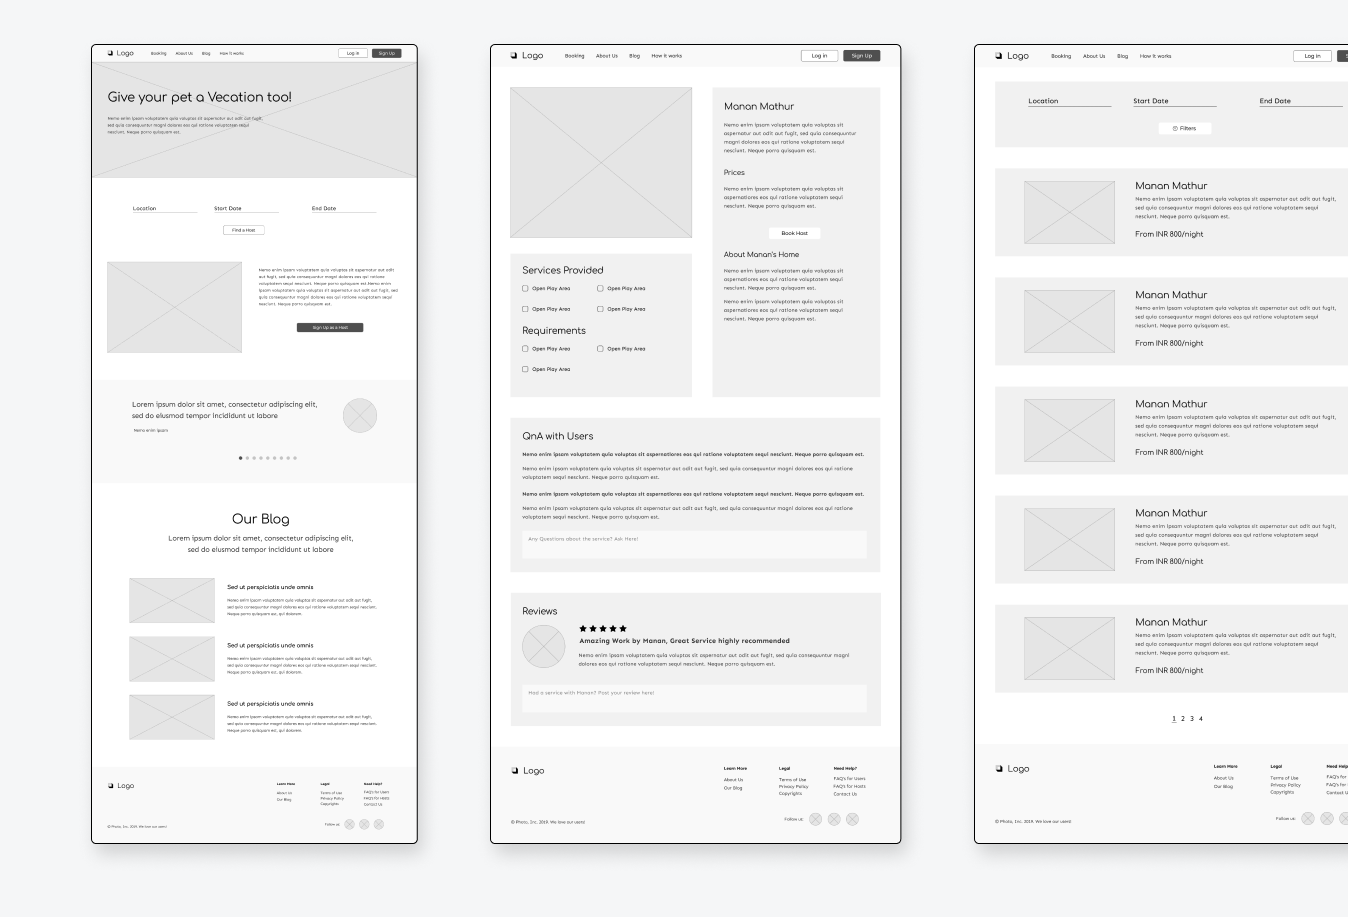 Logo
Booking About Us Blog How it works
Log in Sign Up
Give your pet a Vecation too!
Nemo enim ipsam voluptatem quia voluptas sit aspernatur aut odit aut fugit,
sed quia consequuntur magni dolores eos qui ratione voluptatem sequi
nesciunt. Neque porro quisquam est.
Location Start Date End Date
Find a Host
Nemo enim ipsam voluptatem quia voluptas sit aspernatur aut odit
aut fugit, sed quia consequuntur magni dolores eos qui ratione
voluptatem sequi nesciunt. Neque porro quisquam est.Nemo enim
ipsam voluptatem quia voluptas sit aspernatur aut odit aut fugit, sed
quia consequuntur magni dolores eos qui ratione voluptatem sequi
nesciunt. Neque porro quisquam est.
Sign Up as a Host
Lorem ipsum dolor sit amet, consectetur adipiscing elit,
sed do eiusmod tempor incididunt ut labore
Nemo enim ipsam
Our Blog
Lorem ipsum dolor sit amet, consectetur adipiscing elit,
sed do eiusmod tempor incididunt ut labore
Sed ut perspiciatis unde omnis
Nemo enim ipsam voluptatem quia voluptas sit aspernatur aut odit aut fugit,
sed quia consequuntur magni dolores eos qui ratione voluptatem sequi nesciunt.
Neque porro quisquam est, qui dolorem.
Sed ut perspiciatis unde omnis
Nemo enim ipsam voluptatem quia voluptas sit aspernatur aut odit aut fugit,
sed quia consequuntur magni dolores eos qui ratione voluptatem sequi nesciunt.
Neque porro quisquam est, qui dolorem.
Sed ut perspiciatis unde omnis
Nemo enim ipsam voluptatem quia voluptas sit aspernatur aut odit aut fugit,
sed quia consequuntur magni dolores eos qui ratione voluptatem sequi nesciunt.
Neque porro quisquam est, qui dolorem.
Logo
Learn More
About Us
Our Blog
Legal
Terms of Use
Privacy Policy
Copyrights
Need Help?
FAQ's for Users
FAQ's for Hosts
Contact Us
© Photo, Inc. 2019. We love our users!
Follow us:
Logo
Booking About Us Blog How it works
Log in Sign Up
Manan Mathur
Nemo enim ipsam voluptatem quia voluptas sit
aspernatur aut odit aut fugit, sed quia consequuntur
magni dolores eos qui ratione voluptatem sequi
nesciunt. Neque porro quisquam est.
Prices
Nemo enim ipsam voluptatem quia voluptas sit
aspernatiores eos qui ratione voluptatem sequi
nesciunt. Neque porro quisquam est.
Book Host
About Manan's Home
Nemo enim ipsam voluptatem quia voluptas sit
aspernatiores eos qui ratione voluptatem sequi
nesciunt. Neque porro quisquam est.
Nemo enim ipsam voluptatem quia voluptas sit
aspernatiores eos qui ratione voluptatem sequi
nesciunt. Neque porro quisquam est.
Services Provided
Open Play Area Open Play Area
Open Play Area Open Play Area
Requirements
Open Play Area Open Play Area
Open Play Area
QnA with Users
Nemo enim ipsam voluptatem quia voluptas sit aspernatiores eos qui ratione voluptatem sequi nesciunt. Neque porro quisquam est.
Nemo enim ipsam voluptatem quia voluptas sit aspernatur aut odit aut fugit, sed quia consequuntur magni dolores eos qui ratione
voluptatem sequi nesciunt. Neque porro quisquam est.
Nemo enim ipsam voluptatem quia voluptas sit aspernatiores eos qui ratione voluptatem sequi nesciunt. Neque porro quisquam est.
Nemo enim ipsam voluptatem quia voluptas sit aspernatur aut odit aut fugit, sed quia consequuntur magni dolores eos qui ratione
voluptatem sequi nesciunt. Neque porro quisquam est.
Any Questions about the service? Ask Here!
Reviews
Amazing Work by Manan, Great Service highly recommended
Nemo enim ipsam voluptatem quia voluptas sit aspernatur aut odit aut fugit, sed quia consequuntur magni
dolores eos qui ratione voluptatem sequi nesciunt. Neque porro quisquam est.
Had a service with Manan? Post your review here!
Logo
Learn More
About Us
Our Blog
Legal
Terms of Use
Privacy Policy
Copyrights
Need Help?
FAQ's for Users
FAQ's for Hosts
Contact Us
© Photo, Inc. 2019. We love our users!
Follow us:
Logo
Booking About Us Blog How it works
Log in
Location Start Date End Date
Filters
Manan Mathur
Nemo enim ipsam voluptatem quia voluptas sit aspernatur aut odit aut fugit,
sed quia consequuntur magni dolores eos qui ratione voluptatem sequi
nesciunt. Neque porro quisquam est.
From INR 800/night
Manan Mathur
Nemo enim ipsam voluptatem quia voluptas sit aspernatur aut odit aut fugit,
sed quia consequuntur magni dolores eos qui ratione voluptatem sequi
nesciunt. Neque porro quisquam est.
From INR 800/night
Manan Mathur
Nemo enim ipsam voluptatem quia voluptas sit aspernatur aut odit aut fugit,
sed quia consequuntur magni dolores eos qui ratione voluptatem sequi
nesciunt. Neque porro quisquam est.
From INR 800/night
Manan Mathur
Nemo enim ipsam voluptatem quia voluptas sit aspernatur aut odit aut fugit,
sed quia consequuntur magni dolores eos qui ratione voluptatem sequi
nesciunt. Neque porro quisquam est.
From INR 800/night
Manan Mathur
Nemo enim ipsam voluptatem quia voluptas sit aspernatur aut odit aut fugit,
sed quia consequuntur magni dolores eos qui ratione voluptatem sequi
nesciunt. Neque porro quisquam est.
From INR 800/night
1 2 3 4
Logo
Learn More
About Us
Our Blog
Legal
Terms of Use
Privacy Policy
Copyrights
Need Help
FAQ's for
FAQ's for
Contact
© Photo, Inc. 2019. We love our users!
Follow us: